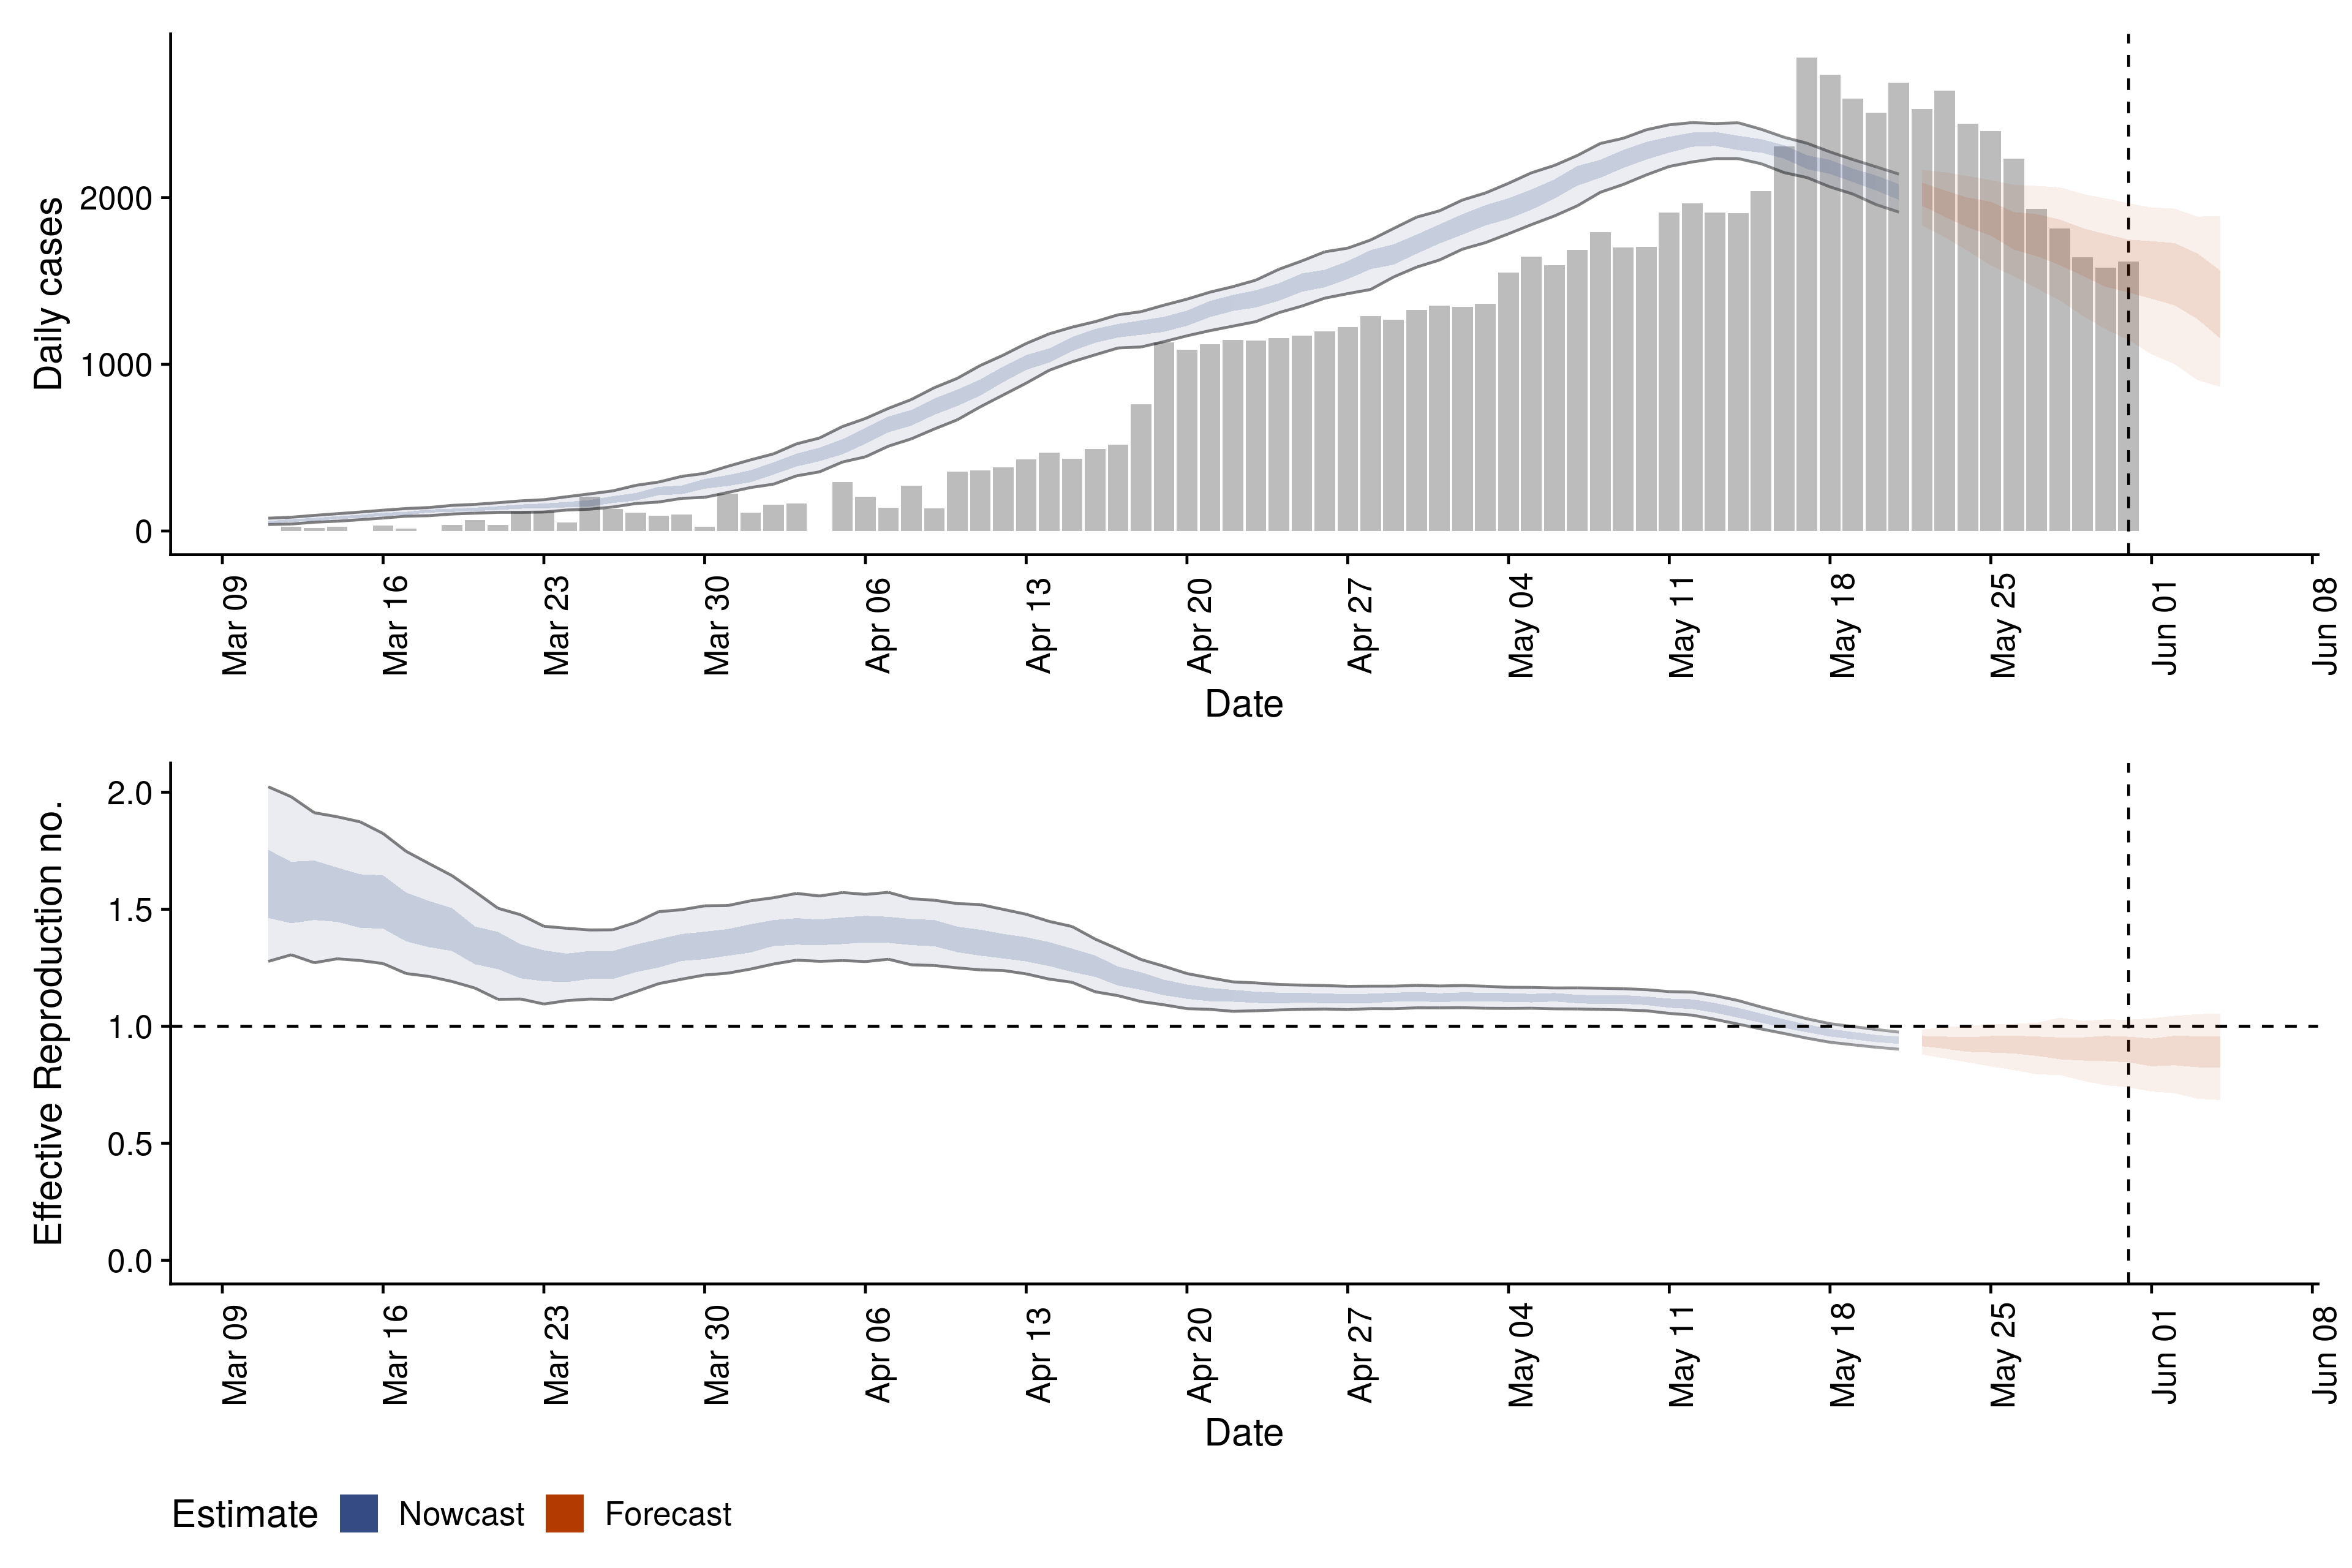 Daily cases
2000
1000
0
Mar 09 Mar 16 Mar 23 Mar 30 Apr 06 Apr 13 Apr 20 Apr 27 May 04 May 11 May 18 May 25 Jun 01 Jun 08
Date
Effective Reproduction no.
2.0
1.5
1.0
0.5
0.0
Mar 09 Mar 16 Mar 23 Mar 30 Apr 06 Apr 13 Apr 20 Apr 27 May 04 May 11 May 18 May 25 Jun 01 Jun 08
Date
Estimate Nowcast Forecast